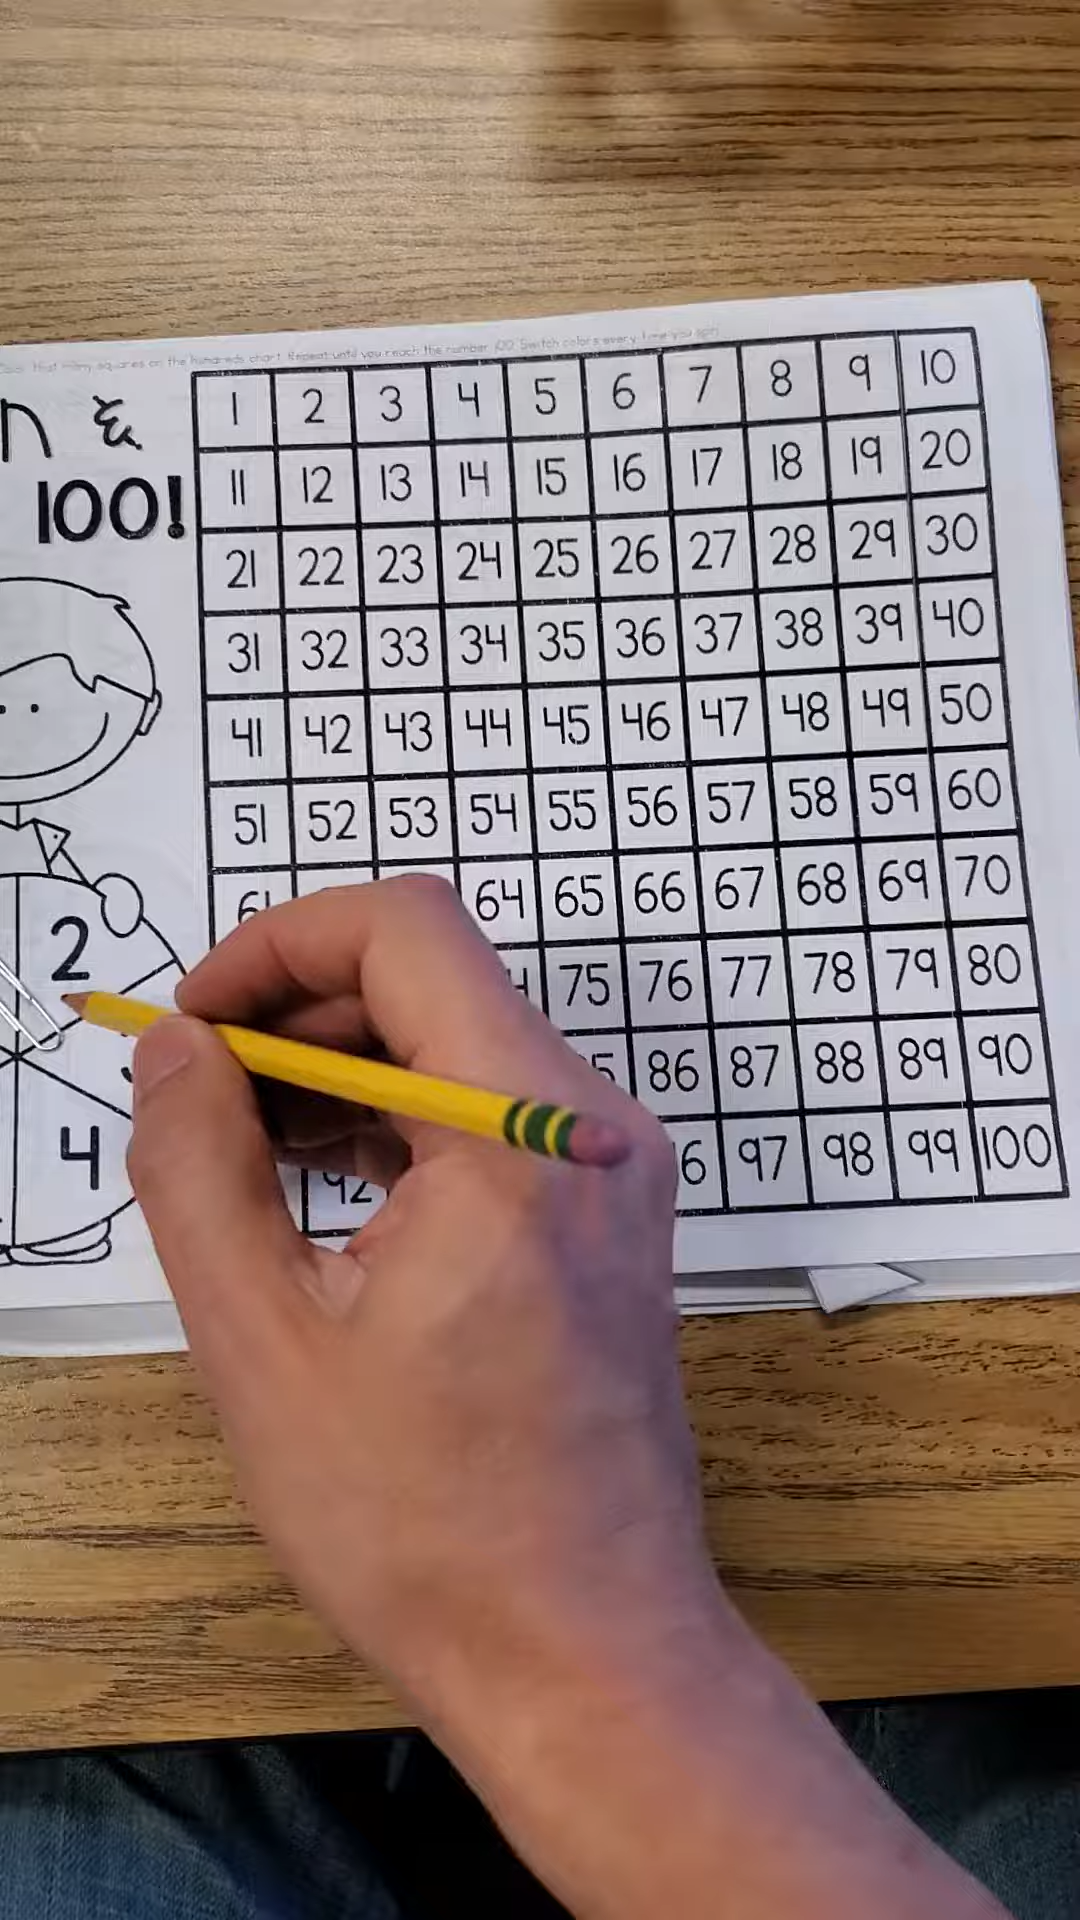 that many squares on the hundreds chart. Repeat until you reach the number 100. Switch colors every time you spin.
n &
100!
1 2 3 4 5 6 7 8 9 10
11 12 13 14 15 16 17 18 19 20
21 22 23 24 25 26 27 28 29 30
31 32 33 34 35 36 37 38 39 40
41 42 43 44 45 46 47 48 49 50
51 52 53 54 55 56 57 58 59 60
61 64 65 66 67 68 69 70
75 76 77 78 79 80
86 87 88 89 90
92 97 98 99 100
2
4